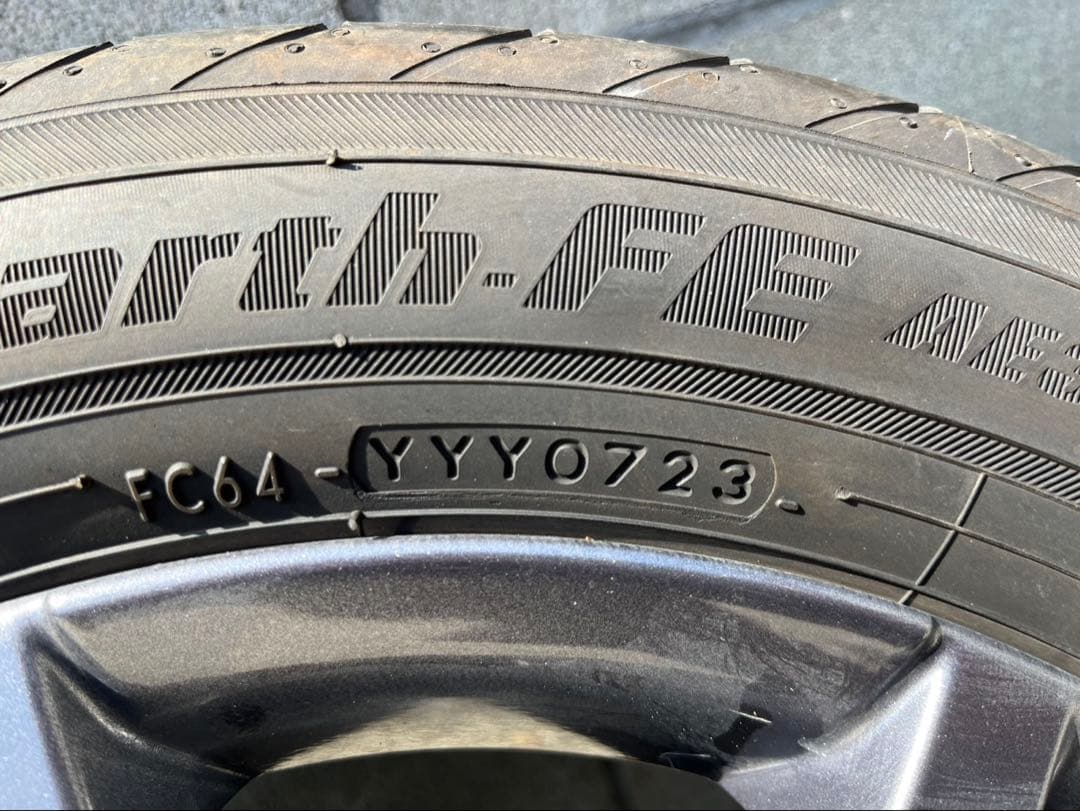 arth-FE AE
FC64 - YYY0723 -